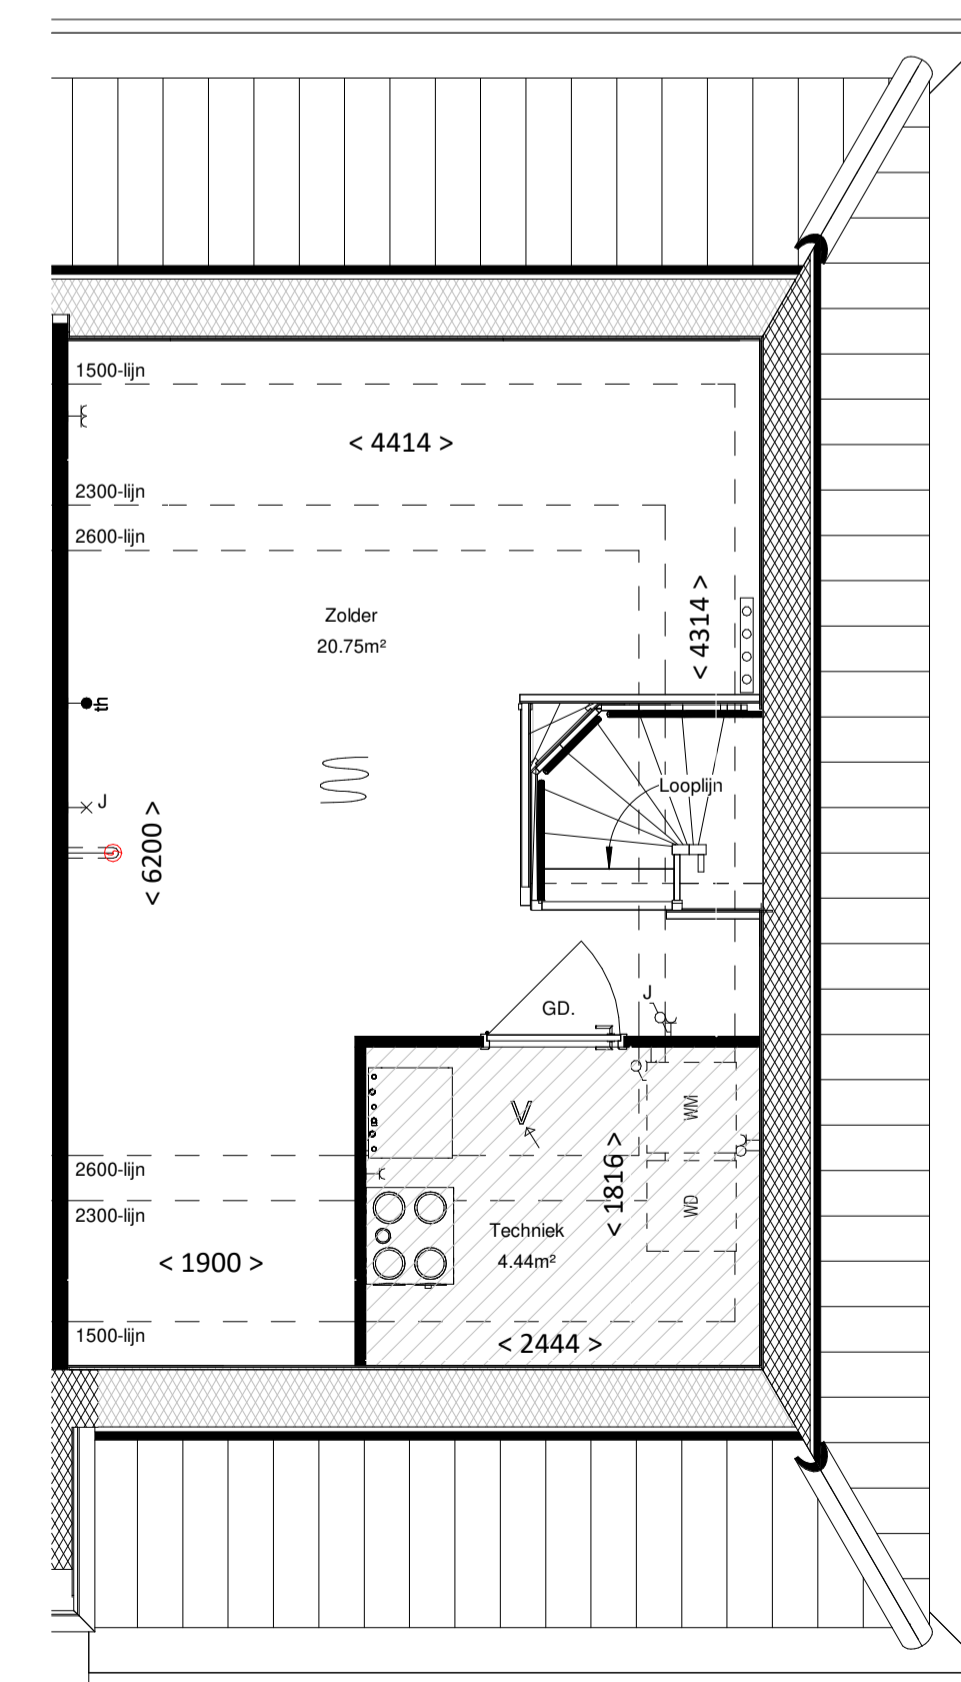 1500-lijn
< 4414 >
2300-lijn
2600-lijn
Zolder
20.75m²
< 4314 >
th
Looplijn
J
< 6200 >
J
GD.
V
WM
< 1816 >
2600-lijn
2300-lijn
WD
Techniek
4.44m²
< 1900 >
1500-lijn
< 2444 >